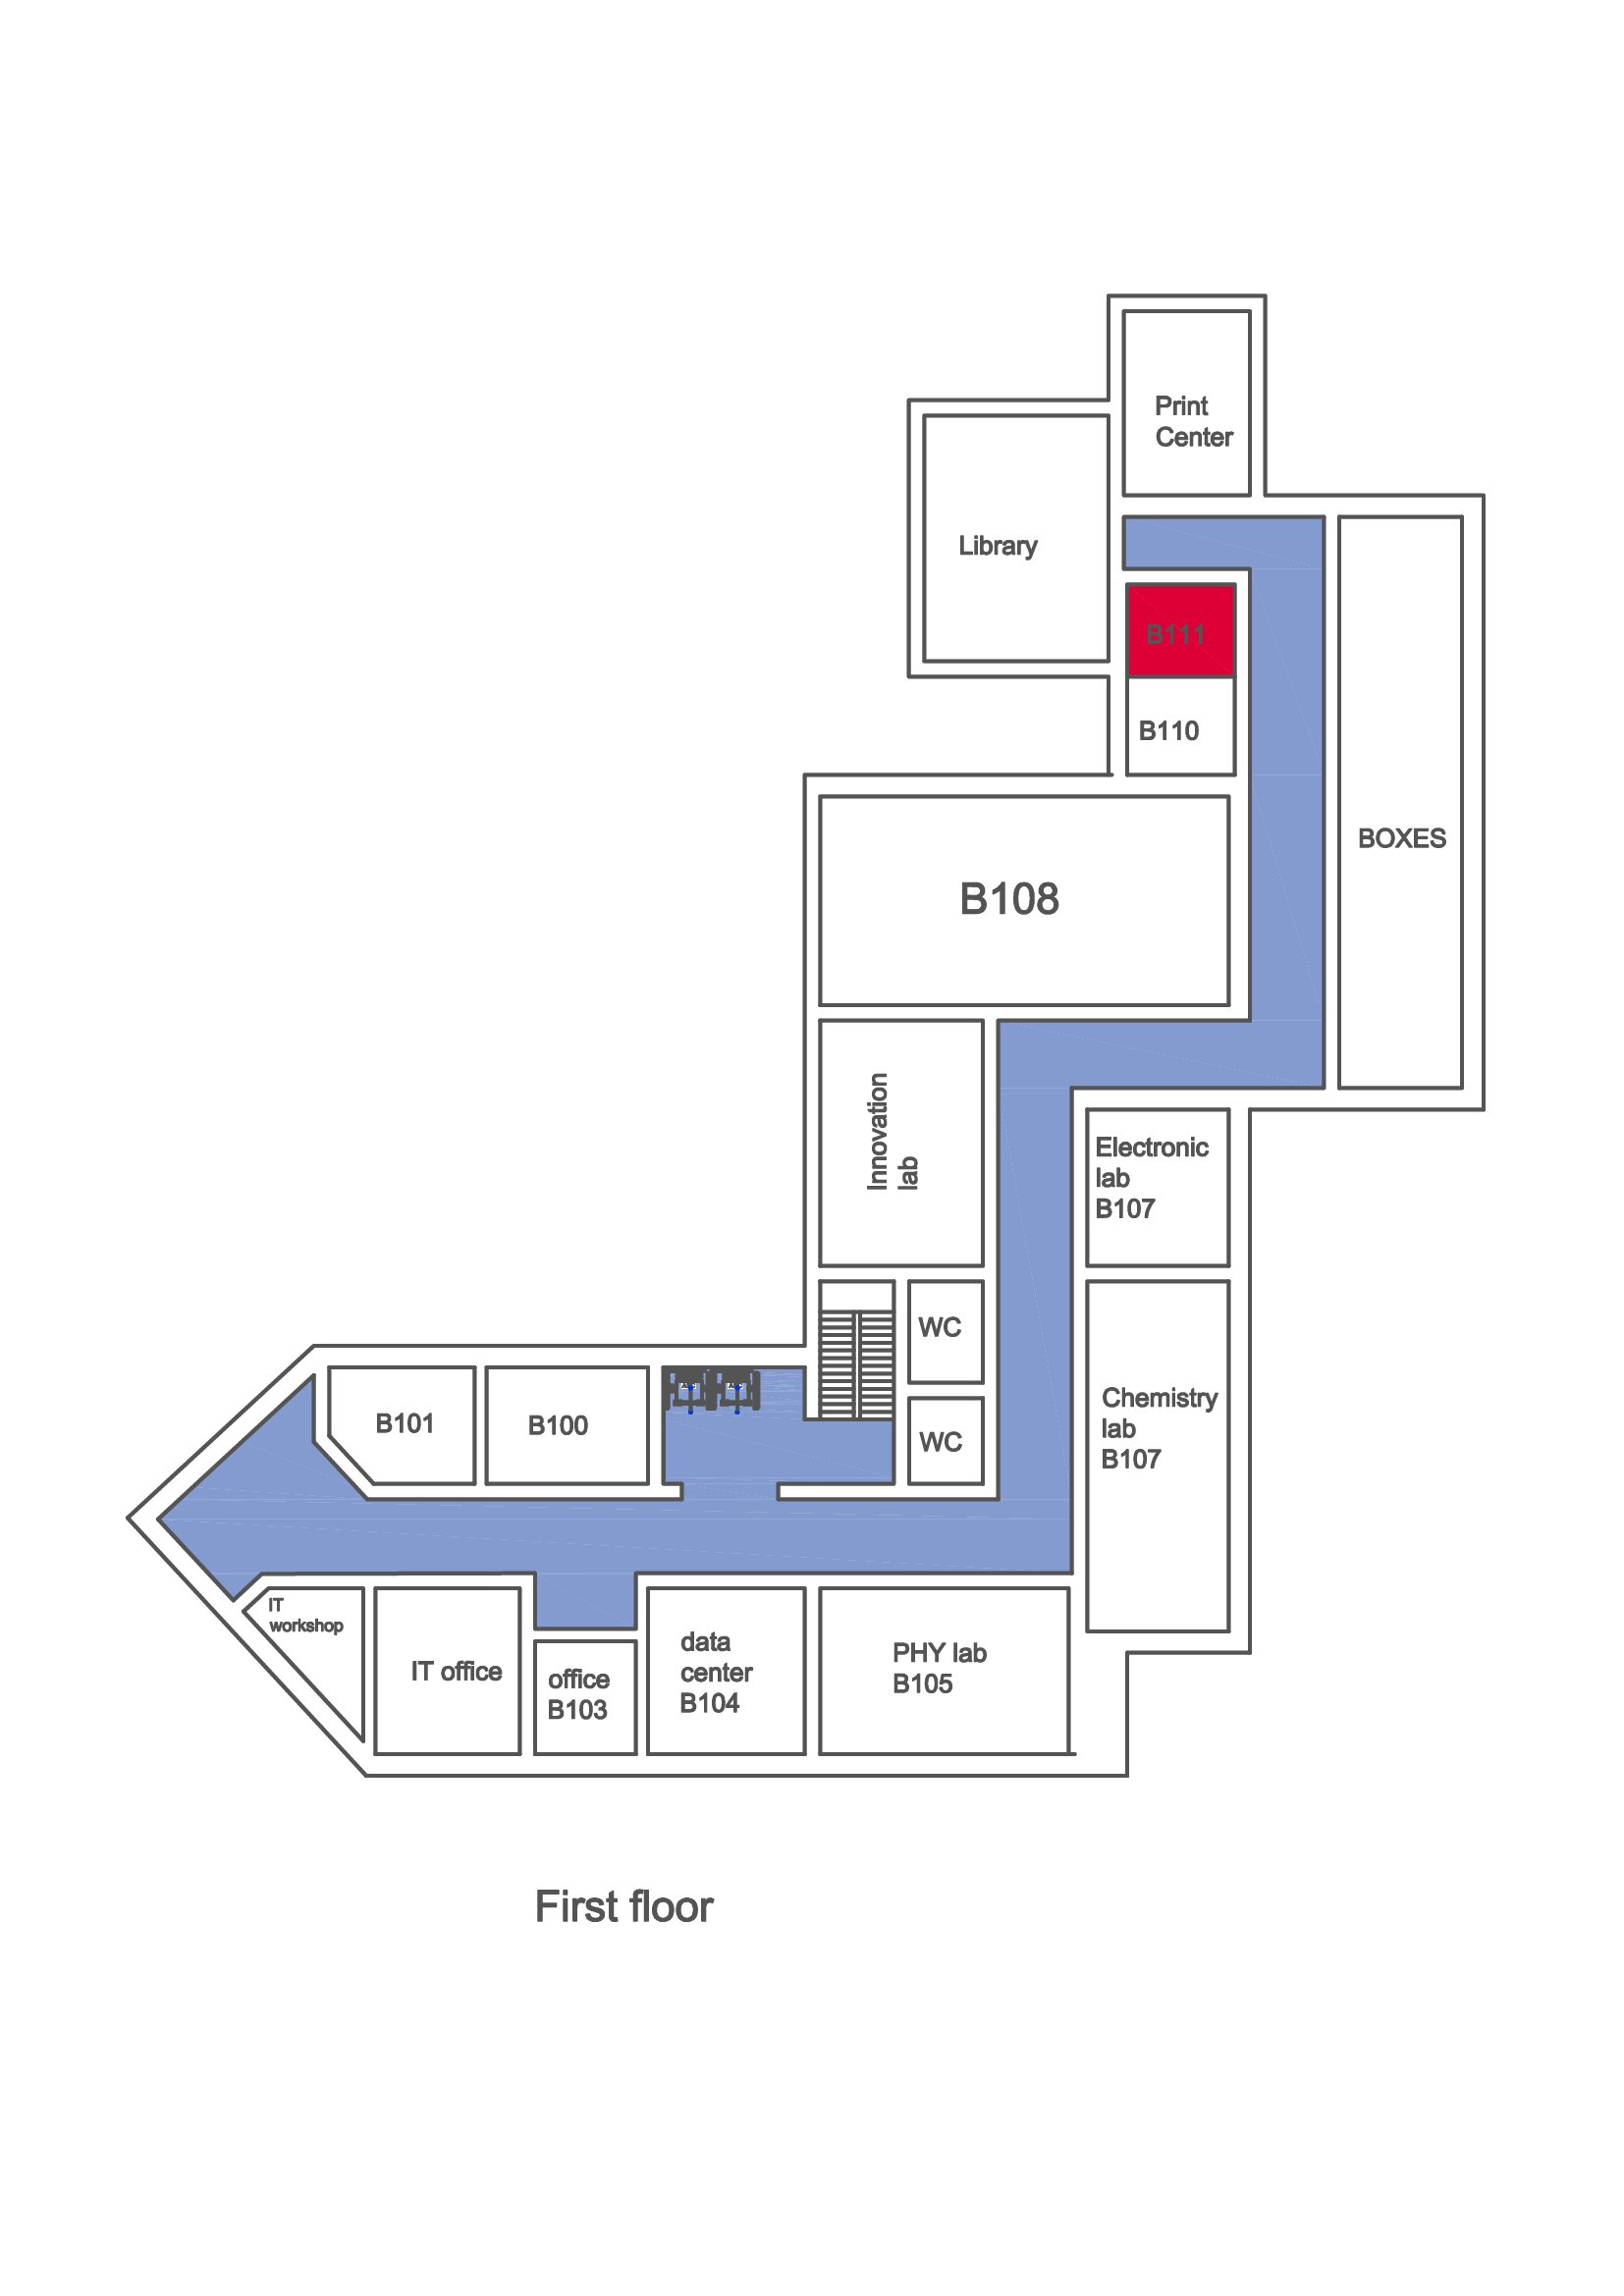 Print
Center
Library
B111
B110
BOXES
B108
Innovation
lab
Electronic
lab
B107
WC
Chemistry
lab
B107
B101
B100
WC
IT
workshop
IT office
office
B103
data
center
B104
PHY lab
B105
First floor